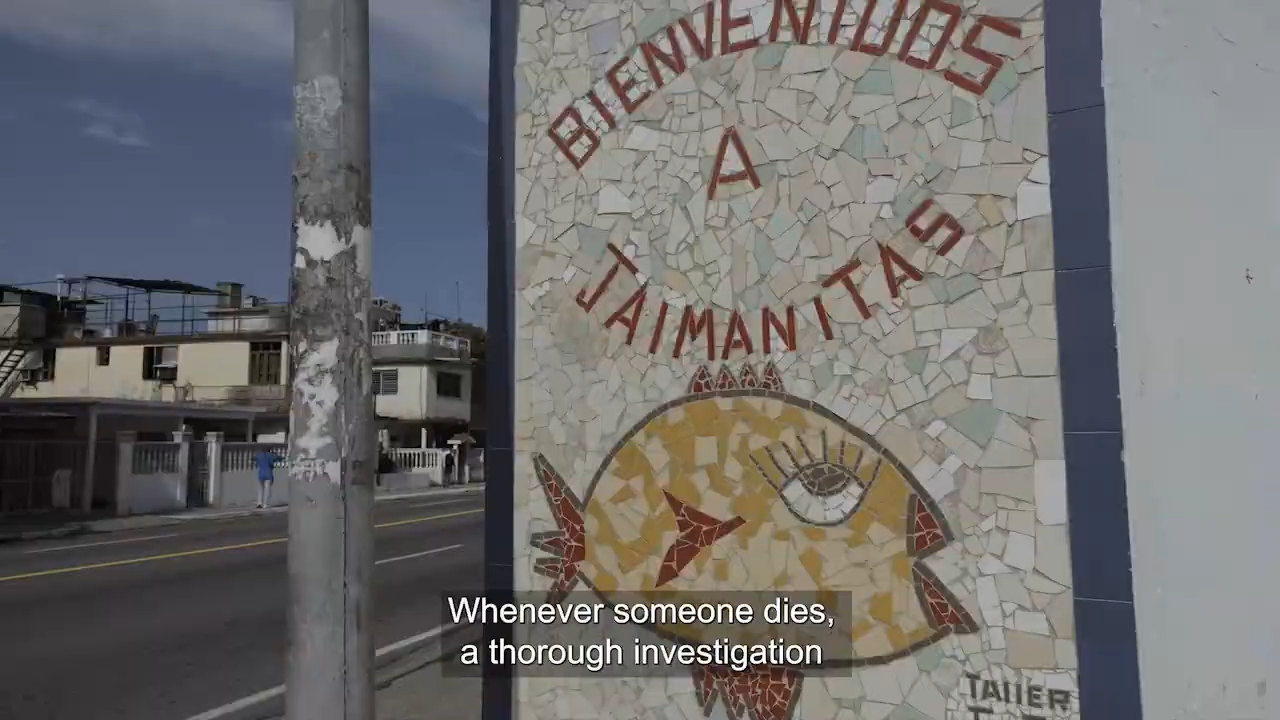 BIENVENIDOS
A
JAIMANITAS
Whenever someone dies,
a thorough investigation
TAllER